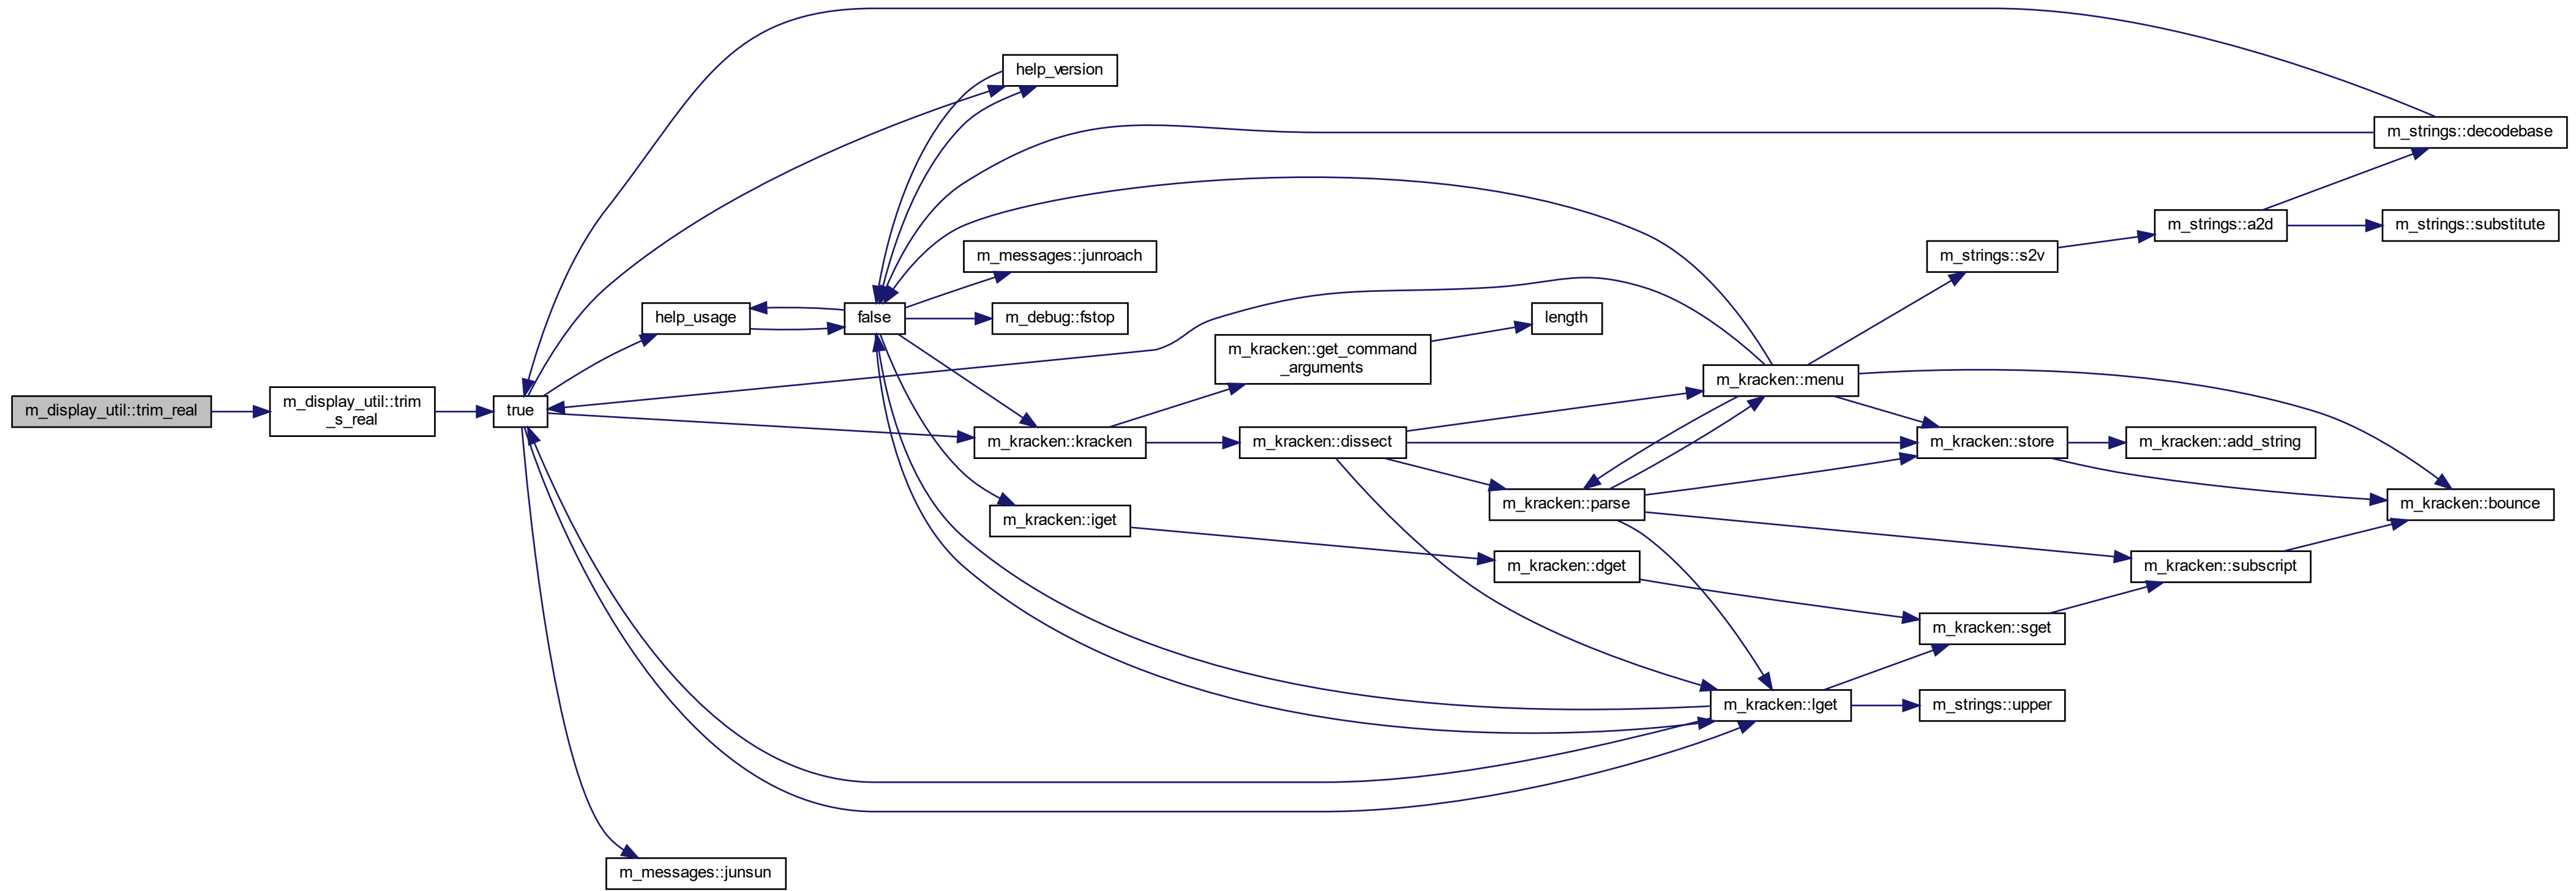 help_version
m_strings::decodebase
m_strings::a2d
m_strings::substitute
m_messages::junroach
m_strings::s2v
help_usage
false
m_debug::fstop
length
m_kracken::get_command
_arguments
m_kracken::menu
m_display_util::trim_real
m_display_util::trim
_s_real
true
m_kracken::kracken
m_kracken::dissect
m_kracken::store
m_kracken::add_string
m_kracken::parse
m_kracken::bounce
m_kracken::iget
m_kracken::dget
m_kracken::subscript
m_kracken::sget
m_kracken::lget
m_strings::upper
m_messages::junsun